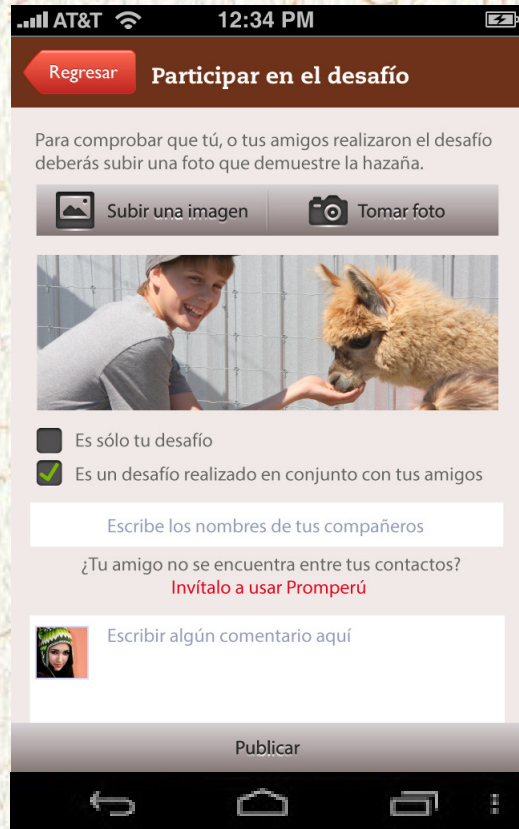 AT&T 12:34 PM
Regresar Participar en el desafío
Para comprobar que tú, o tus amigos realizaron el desafío
deberás subir una foto que demuestre la hazaña.
Subir una imagen Tomar foto
Es sólo tu desafío
Es un desafío realizado en conjunto con tus amigos
Escribe los nombres de tus compañeros
¿Tu amigo no se encuentra entre tus contactos?
Invítalo a usar Promperú
Escribir algún comentario aquí
Publicar